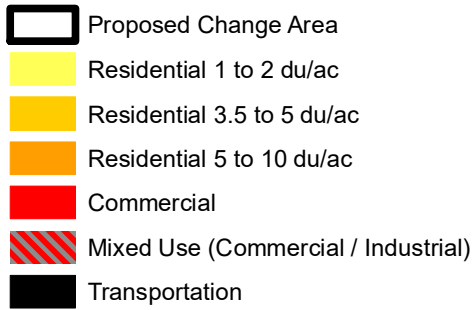 Proposed Change Area
Residential 1 to 2 du/ac
Residential 3.5 to 5 du/ac
Residential 5 to 10 du/ac
Commercial
Mixed Use (Commercial / Industrial)
Transportation